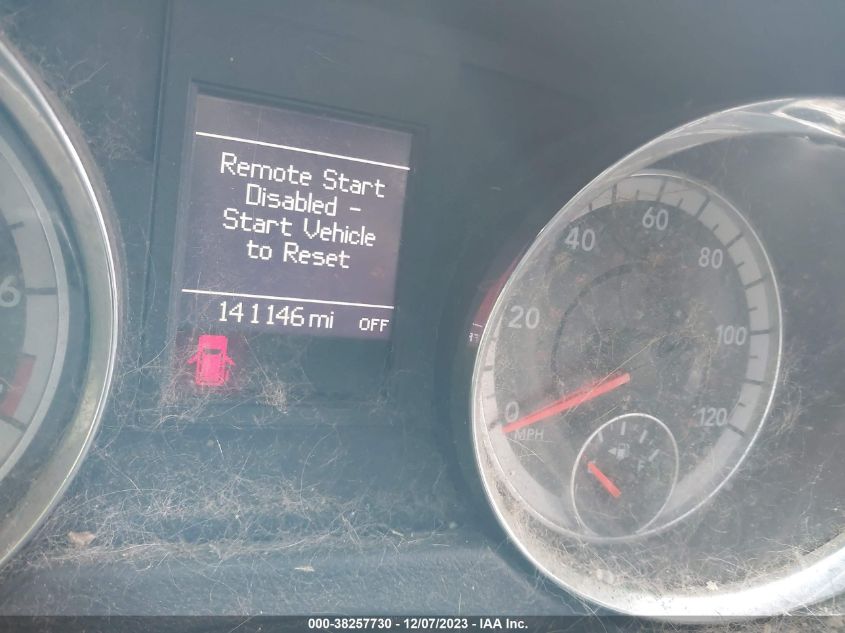 Remote Start
Disabled -
Start Vehicle
to Reset
141146 mi OFF
6
0
20
40
60
80
100
120
MPH
F
000-38257730 - 12/07/2023 - IAA Inc.